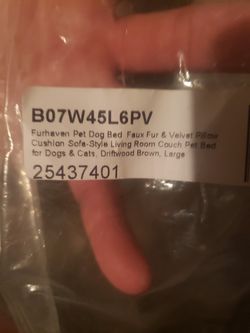 B07W45L6PV
Furhaven Pet Dog Bed Faux Fur & Velvet Pillow
Cushion Sofa-Style Living Room Couch Pet Bed
for Dogs & Cats, Driftwood Brown, Large
25437401